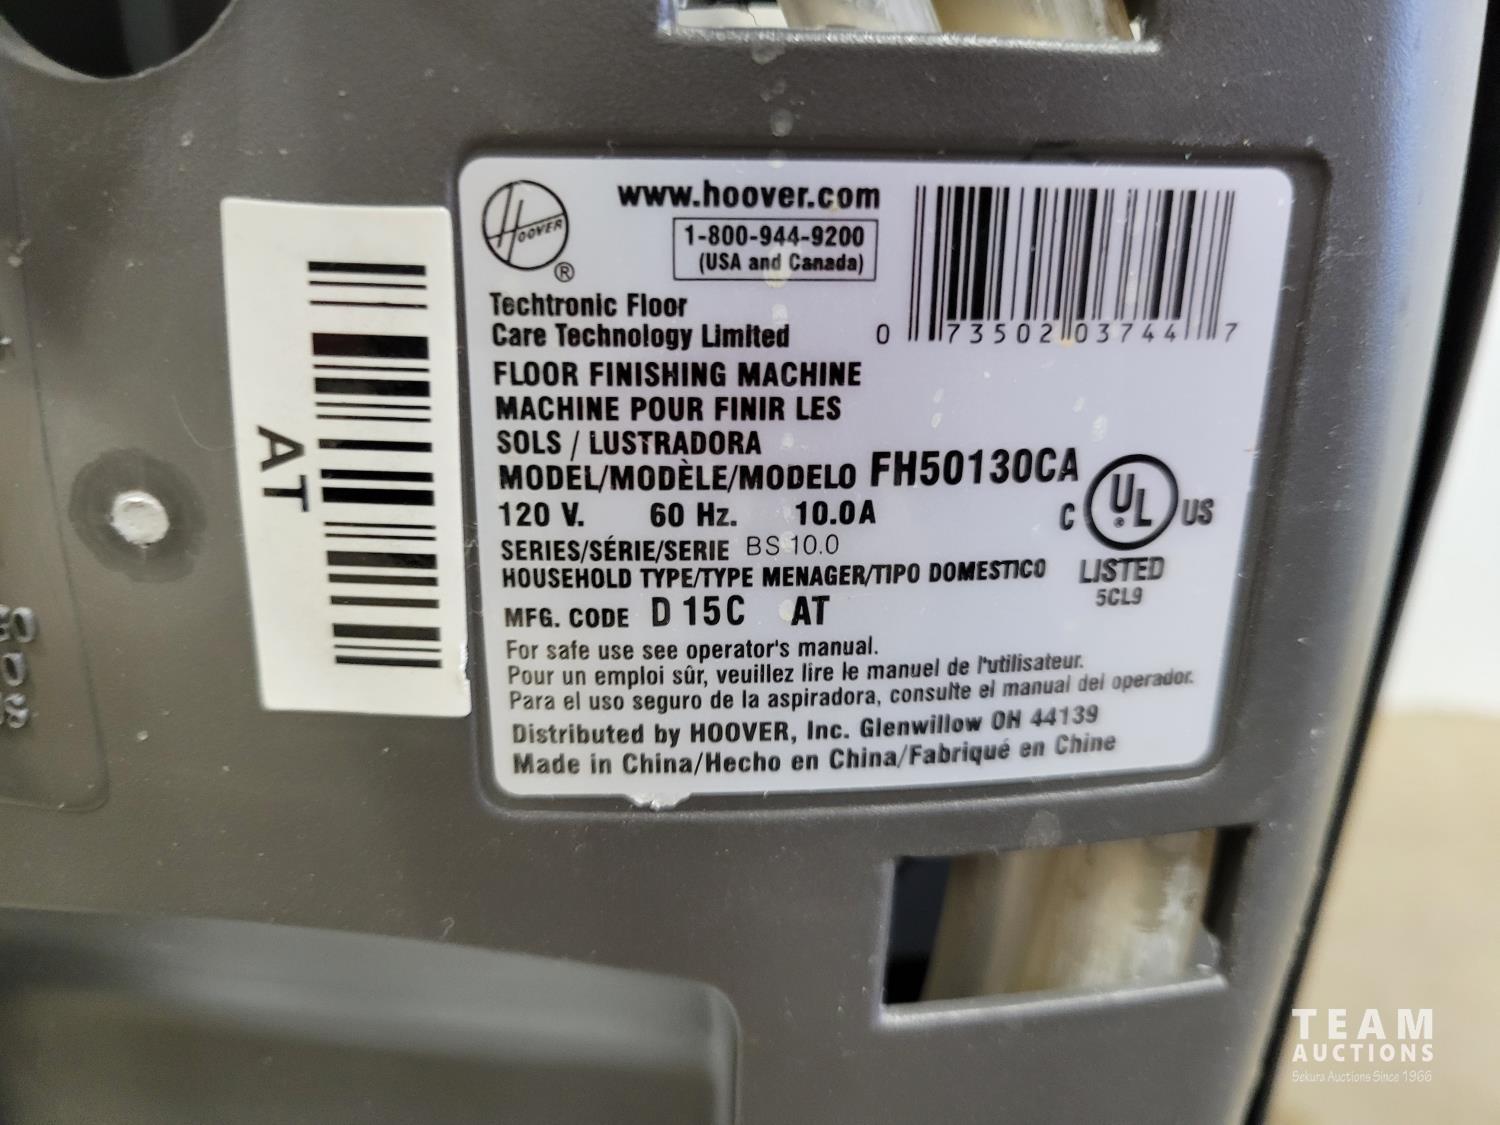 HOOVER
®
www.hoover.com
1-800-944-9200
(USA and Canada)
Techtronic Floor
Care Technology Limited
0 73502 03744 7
FLOOR FINISHING MACHINE
MACHINE POUR FINIR LES
SOLS / LUSTRADORA
MODEL/MODÈLE/MODELO FH50130CA
120 V. 60 Hz. 10.0A
SERIES/SÉRIE/SERIE BS 10.0
HOUSEHOLD TYPE/TYPE MENAGER/TIPO DOMESTICO
C UL US
LISTED
5CL9
MFG. CODE D 15C AT
For safe use see operator's manual.
Pour un emploi sûr, veuillez lire le manuel de l'utilisateur.
Para el uso seguro de la aspiradora, consulte el manual del operador.
Distributed by HOOVER, Inc. Glenwillow OH 44139
Made in China/Hecho en China/Fabriqué en Chine
AT
TEAM
AUCTIONS
Sekura Auctions Since 1966